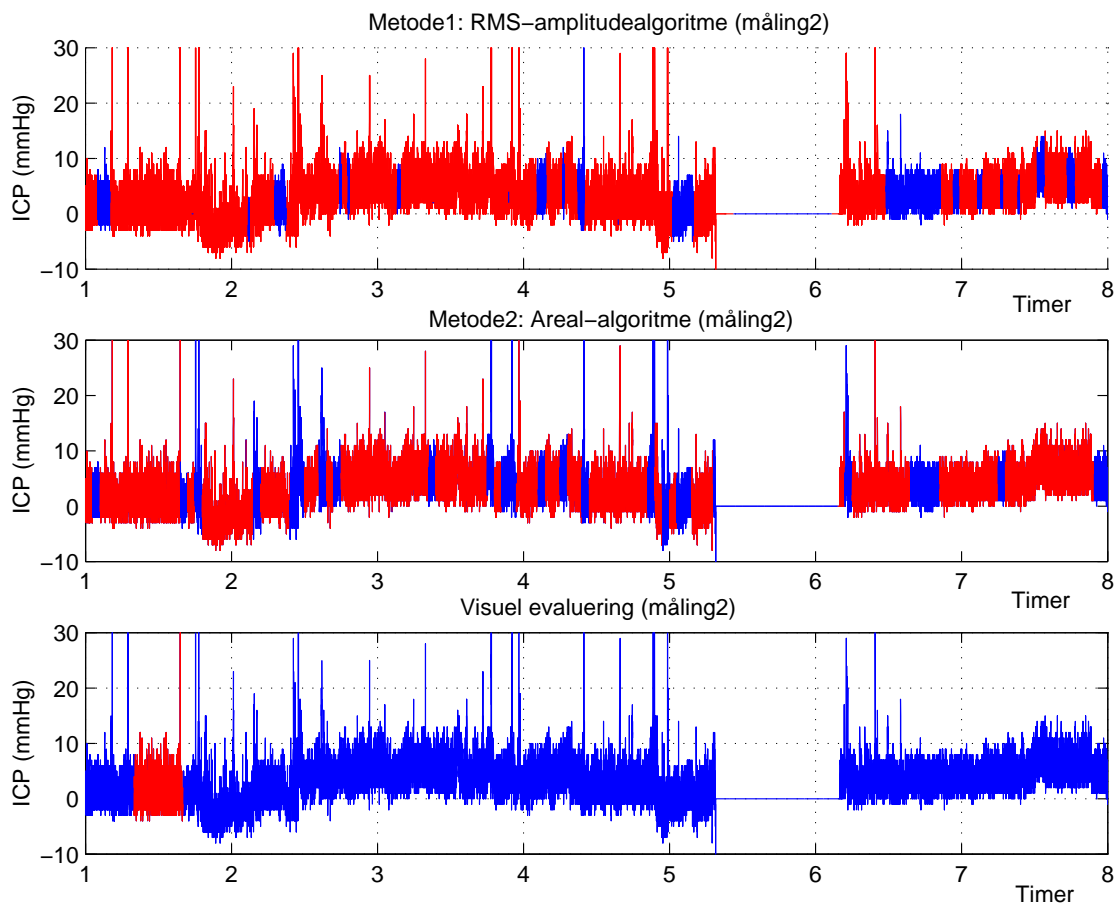 Metode1: RMS−amplitudealgoritme (måling2)
30
20
10
0
−10
ICP (mmHg)
1 2 3 4 5 6 7 8
Timer
Metode2: Areal−algoritme (måling2)
30
20
10
0
−10
ICP (mmHg)
1 2 3 4 5 6 7 8
Timer
Visuel evaluering (måling2)
30
20
10
0
−10
ICP (mmHg)
1 2 3 4 5 6 7 8
Timer